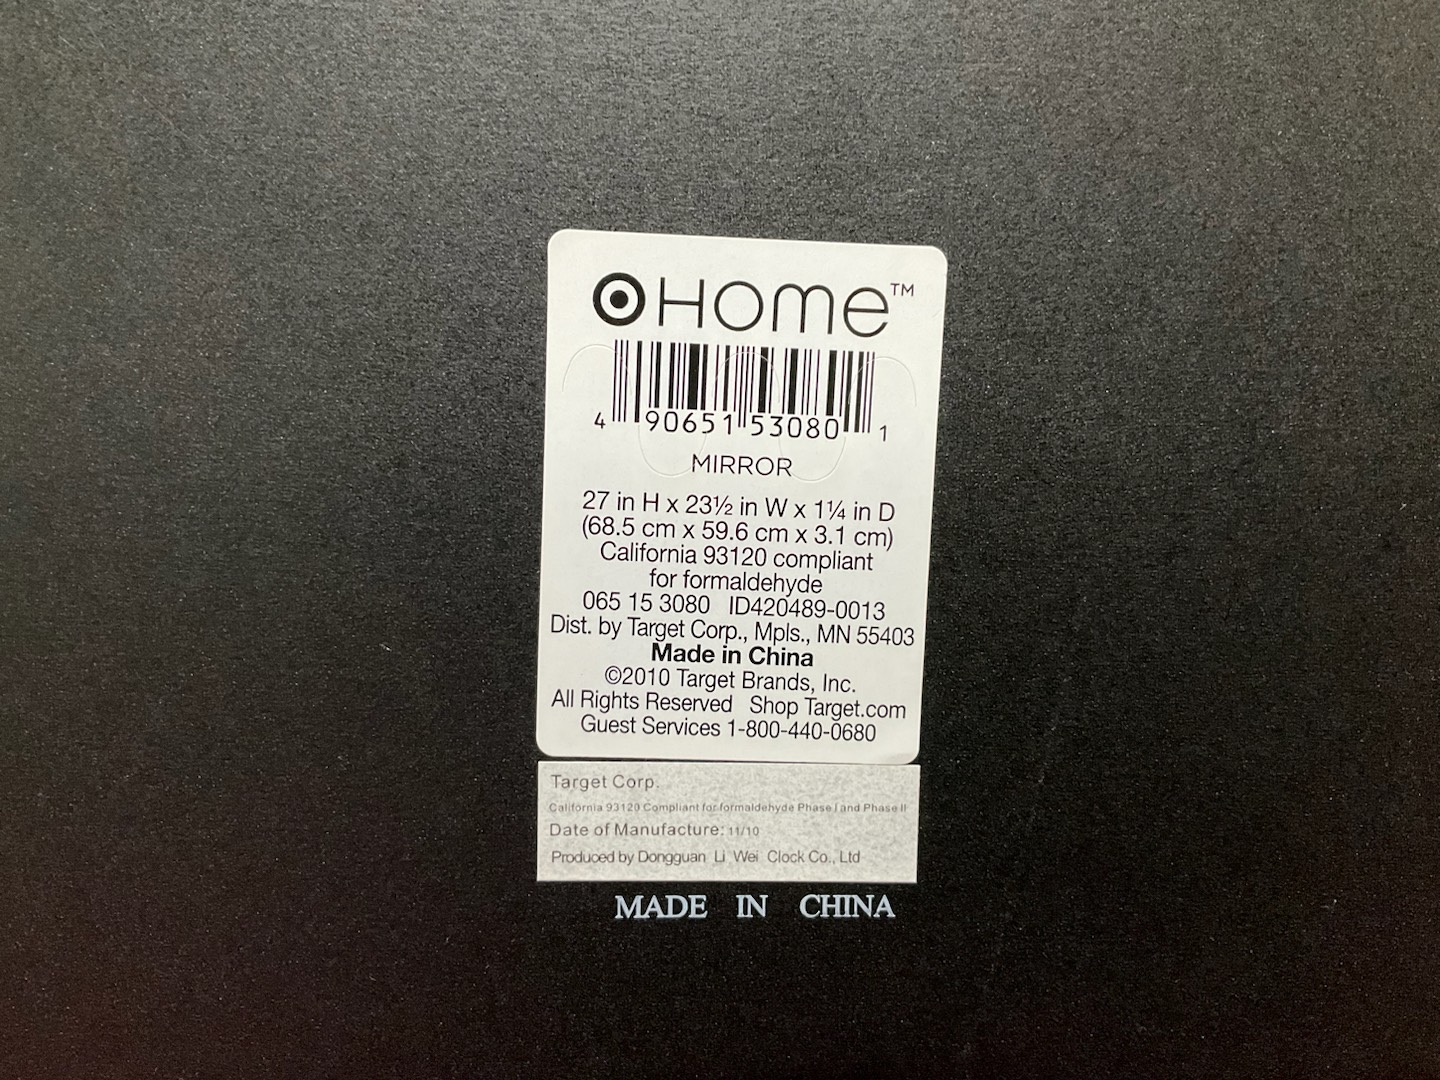 HOme™
4 90651 53080 1
MIRROR
27 in H x 23½ in W x 1¼ in D
(68.5 cm x 59.6 cm x 3.1 cm)
California 93120 compliant
for formaldehyde
065 15 3080 ID420489-0013
Dist. by Target Corp., Mpls., MN 55403
Made in China
©2010 Target Brands, Inc.
All Rights Reserved Shop Target.com
Guest Services 1-800-440-0680
Target Corp.
California 93120 Compliant for formaldehyde Phase I and Phase II
Date of Manufacture: 11/10
Produced by Dongguan Li Wei Clock Co., Ltd
MADE IN CHINA